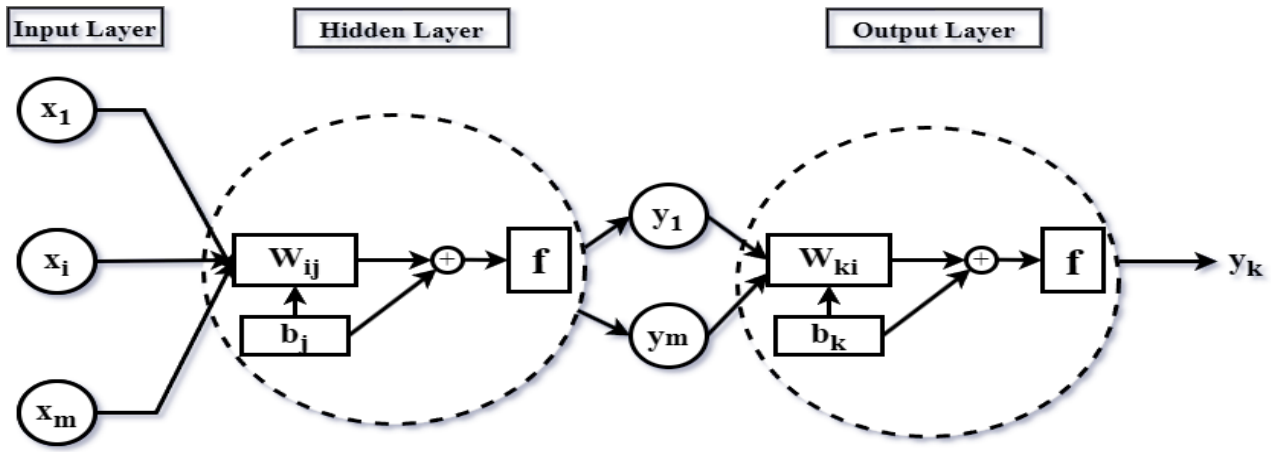 Input Layer
Hidden Layer
Output Layer
x₁
xᵢ
xₘ
Wᵢⱼ
bⱼ
+
f
y₁
ym
Wₖᵢ
bₖ
+
f
yₖ